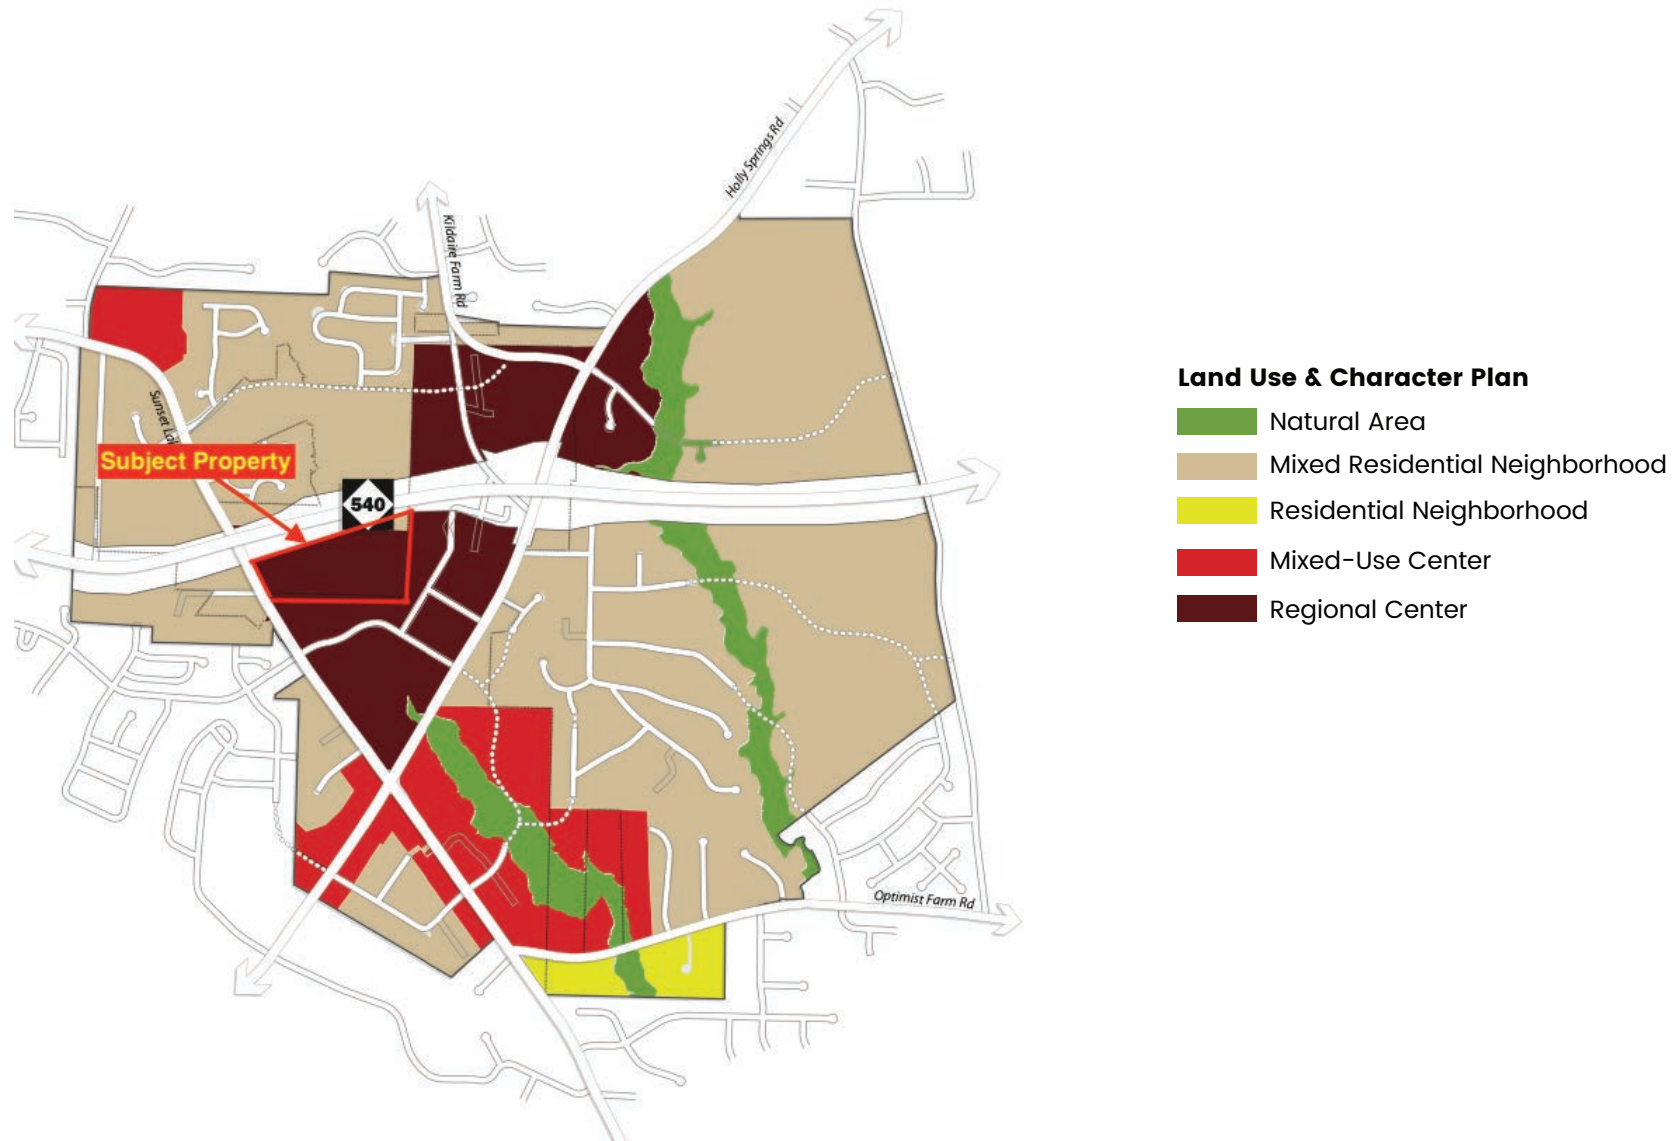 Holly Springs Rd
Kildaire Farm Rd
Sunset
Subject Property
540
Optimist Farm Rd
Land Use & Character Plan
Natural Area
Mixed Residential Neighborhood
Residential Neighborhood
Mixed-Use Center
Regional Center